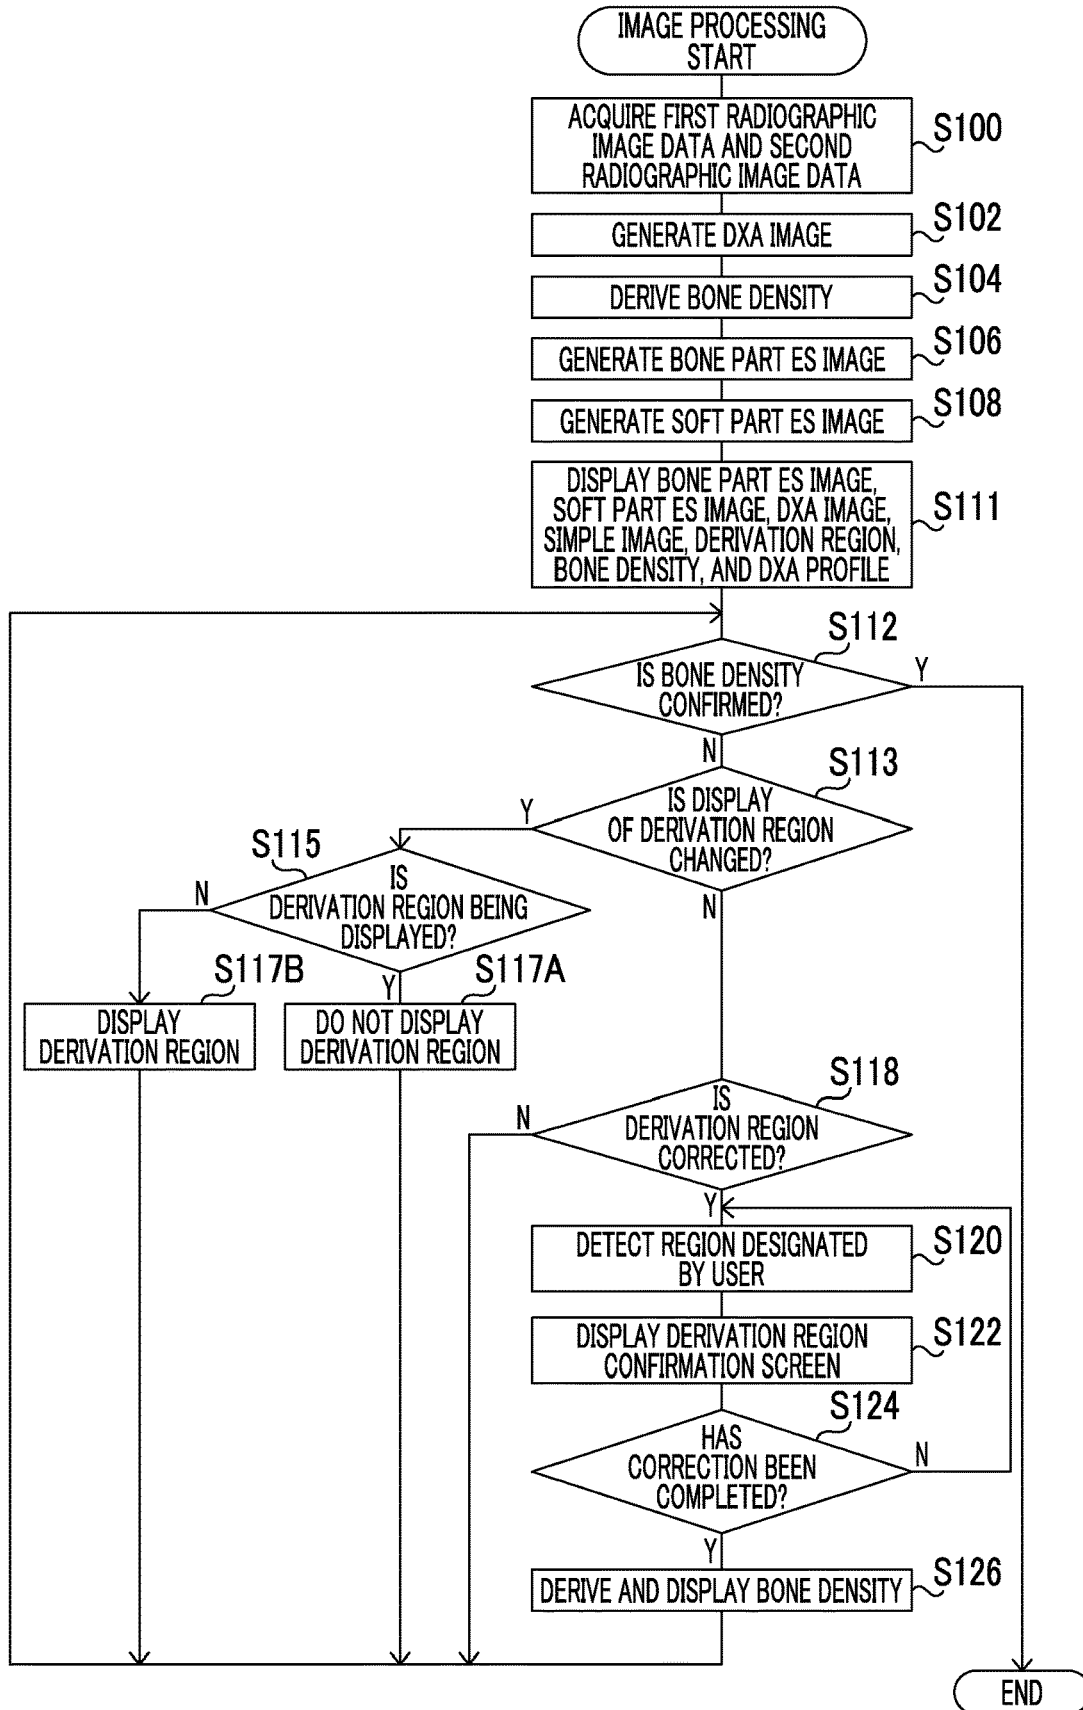 IMAGE PROCESSING
START
ACQUIRE FIRST RADIOGRAPHIC
IMAGE DATA AND SECOND
RADIOGRAPHIC IMAGE DATA
S100
GENERATE DXA IMAGE
S102
DERIVE BONE DENSITY
S104
GENERATE BONE PART ES IMAGE
S106
GENERATE SOFT PART ES IMAGE
S108
DISPLAY BONE PART ES IMAGE,
SOFT PART ES IMAGE, DXA IMAGE,
SIMPLE IMAGE, DERIVATION REGION,
BONE DENSITY, AND DXA PROFILE
S111
S112
IS BONE DENSITY
CONFIRMED?
Y
N
S113
IS DISPLAY
OF DERIVATION REGION
CHANGED?
Y
N
S115
IS
DERIVATION REGION BEING
DISPLAYED?
N
Y
S117B
DISPLAY
DERIVATION REGION
S117A
DO NOT DISPLAY
DERIVATION REGION
S118
IS
DERIVATION REGION
CORRECTED?
N
Y
DETECT REGION DESIGNATED
BY USER
S120
DISPLAY DERIVATION REGION
CONFIRMATION SCREEN
S122
S124
HAS
CORRECTION BEEN
COMPLETED?
N
Y
DERIVE AND DISPLAY BONE DENSITY
S126
END